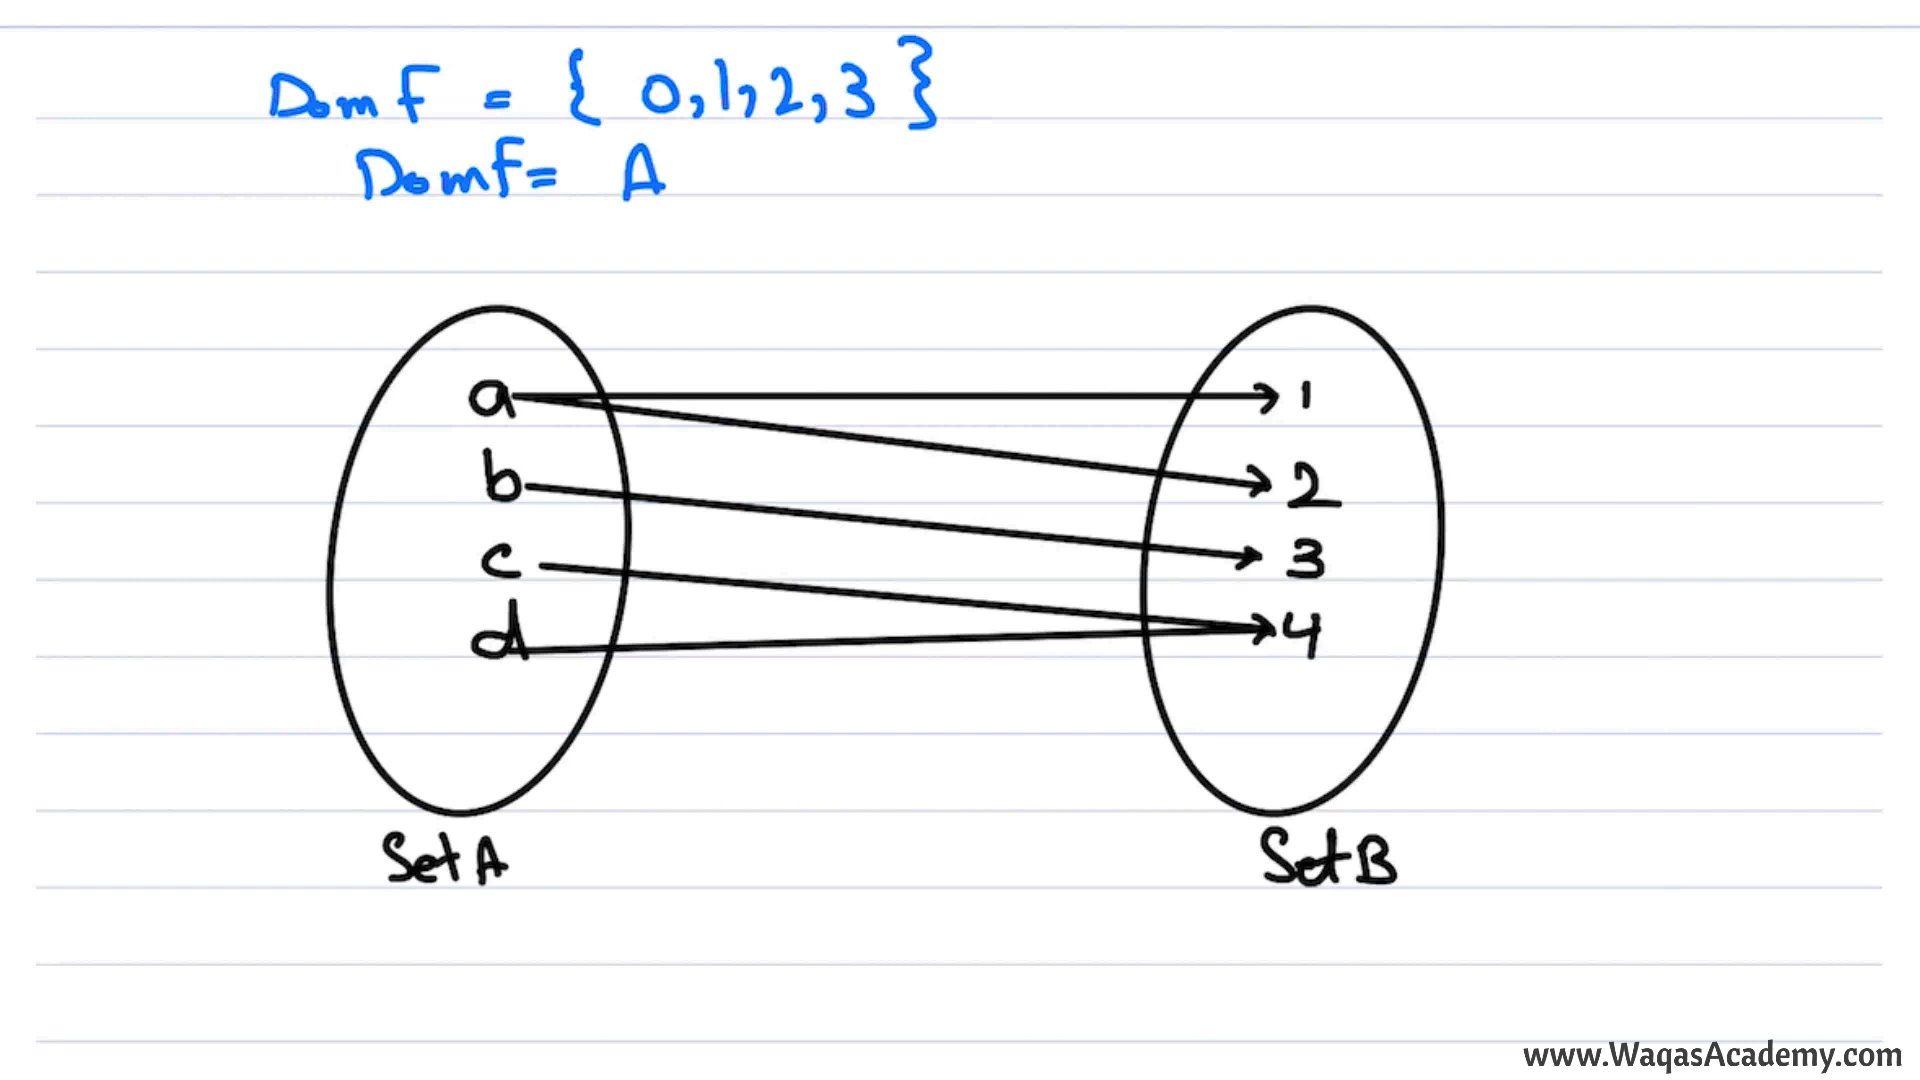 Dom f = { 0,1,2,3 }
Dom f = A
a 1
b 2
c 3
d 4
Set A Set B
www.WaqasAcademy.com